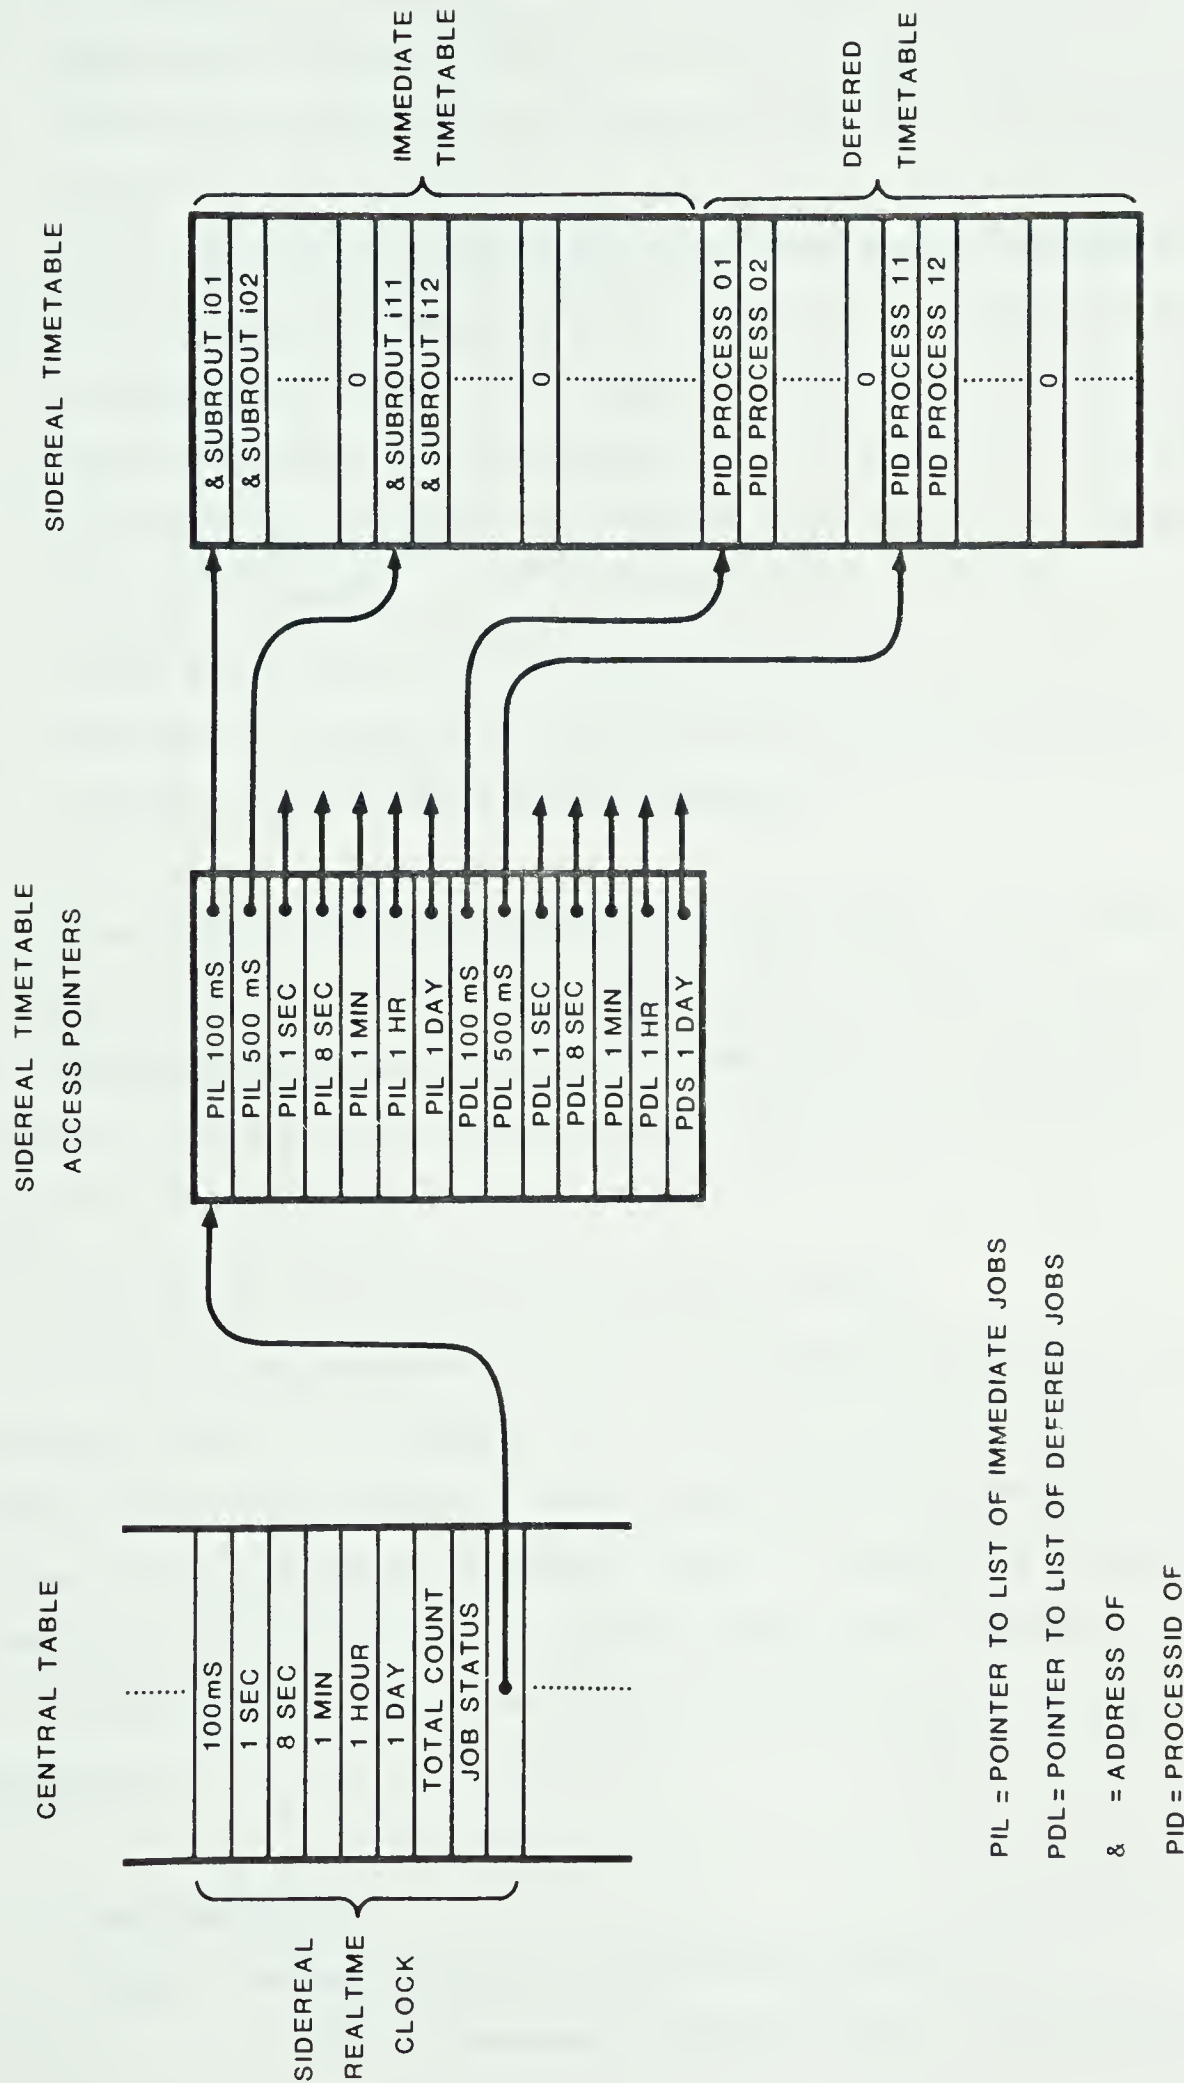 CENTRAL TABLE
SIDEREAL
REALTIME
CLOCK
100mS
1 SEC
8 SEC
1 MIN
1 HOUR
1 DAY
TOTAL COUNT
JOB STATUS
SIDEREAL TIMETABLE
ACCESS POINTERS
PIL 100 mS
PIL 500 mS
PIL 1 SEC
PIL 8 SEC
PIL 1 MIN
PIL 1 HR
PIL 1 DAY
PDL 100 mS
PDL 500 mS
PDL 1 SEC
PDL 8 SEC
PDL 1 MIN
PDL 1 HR
PDS 1 DAY
SIDEREAL TIMETABLE
& SUBROUT i01
& SUBROUT i02
0
& SUBROUT i11
& SUBROUT i12
0
PID PROCESS 01
PID PROCESS 02
0
PID PROCESS 11
PID PROCESS 12
0
IMMEDIATE
TIMETABLE
DEFERED
TIMETABLE
PIL = POINTER TO LIST OF IMMEDIATE JOBS
PDL = POINTER TO LIST OF DEFERED JOBS
& = ADDRESS OF
PID = PROCESSID OF